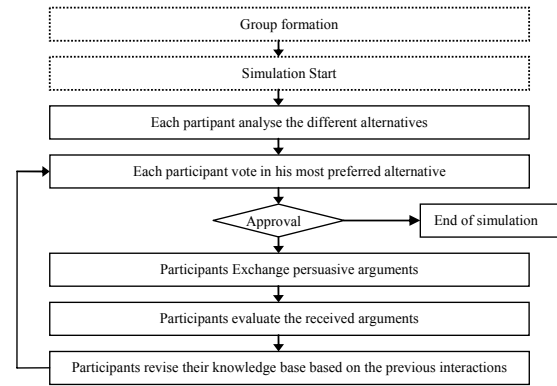 Group formation
Simulation Start
Each partipant analyse the different alternatives
Each participant vote in his most preferred alternative
Approval
End of simulation
Participants Exchange persuasive arguments
Participants evaluate the received arguments
Participants revise their knowledge base based on the previous interactions